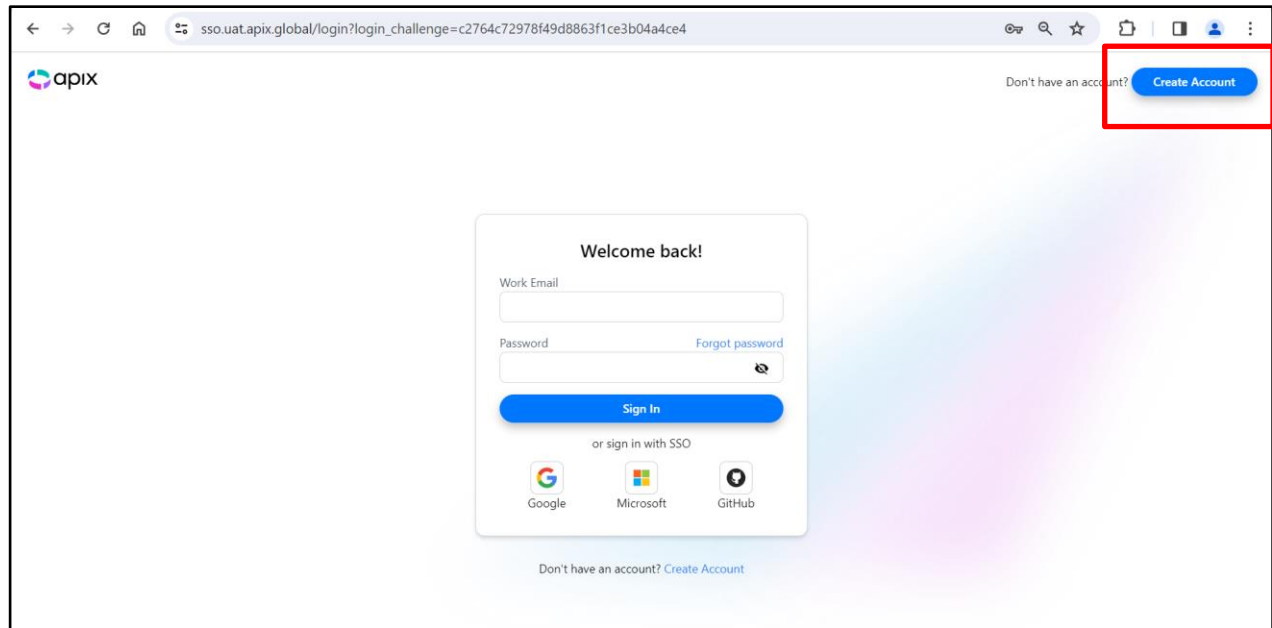 sso.uat.apix.global/login?login_challenge=c2764c72978f49d8863f1ce3b04a4ce4
apix
Don't have an account? Create Account
Welcome back!
Work Email
Password Forgot password
Sign In
or sign in with SSO
Google Microsoft GitHub
Don't have an account? Create Account